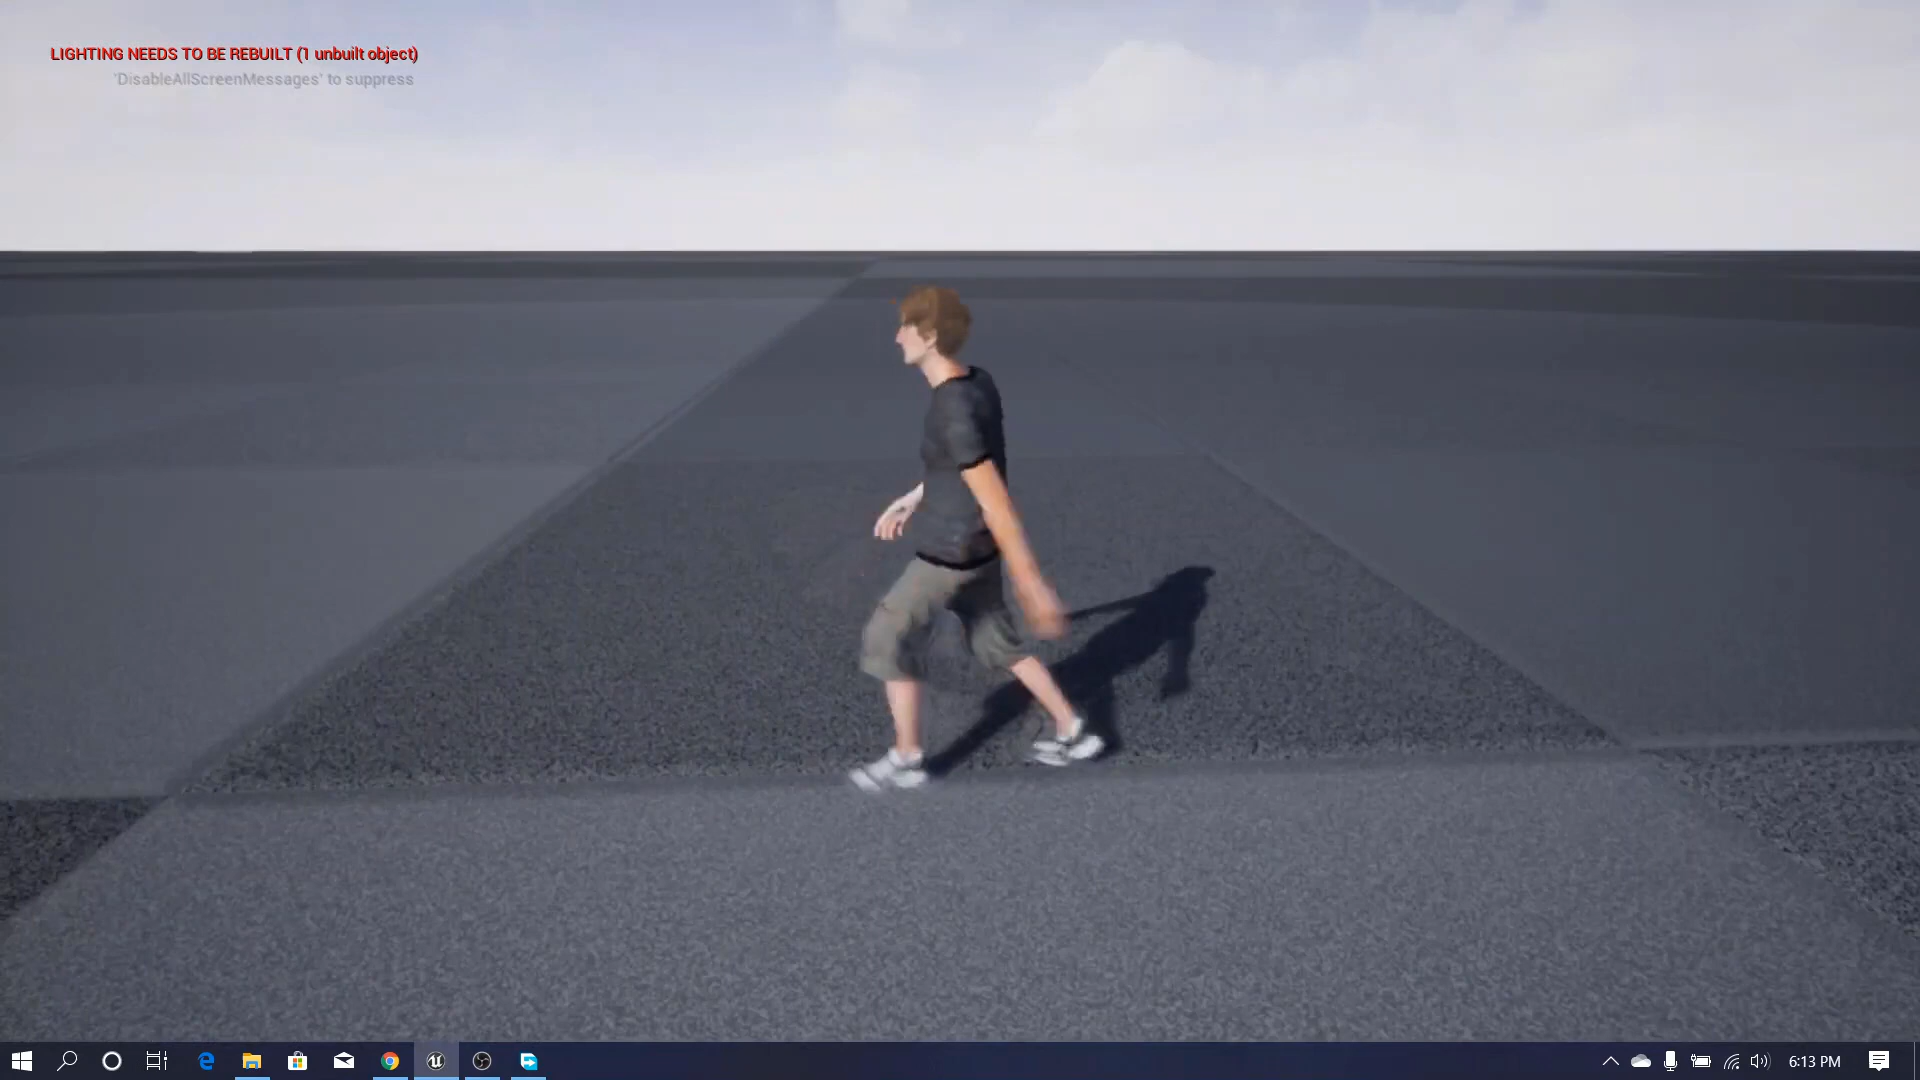 LIGHTING NEEDS TO BE REBUILT (1 unbuilt object)
'DisableAllScreenMessages' to suppress
6:13 PM